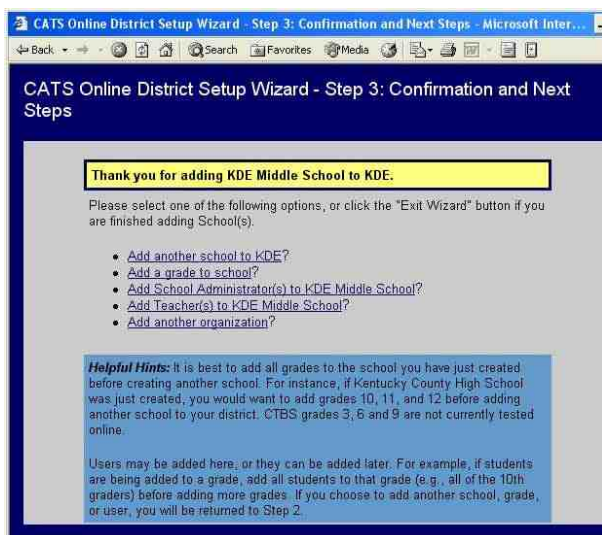 CATS Online District Setup Wizard - Step 3: Confirmation and Next Steps - Microsoft Inter...
Back Search Favorites Media
CATS Online District Setup Wizard - Step 3: Confirmation and Next
Steps
Thank you for adding KDE Middle School to KDE.
Please select one of the following options, or click the "Exit Wizard" button if you
are finished adding School(s).
• Add another school to KDE?
• Add a grade to school?
• Add School Administrator(s) to KDE Middle School?
• Add Teacher(s) to KDE Middle School?
• Add another organization?
Helpful Hints: It is best to add all grades to the school you have just created
before creating another school. For instance, if Kentucky County High School
was just created, you would want to add grades 10, 11, and 12 before adding
another school to your district. CTBS grades 3, 6 and 9 are not currently tested
online.
Users may be added here, or they can be added later. For example, if students
are being added to a grade, add all students to that grade (e.g., all of the 10th
graders) before adding more grades. If you choose to add another school, grade,
or user, you will be returned to Step 2.